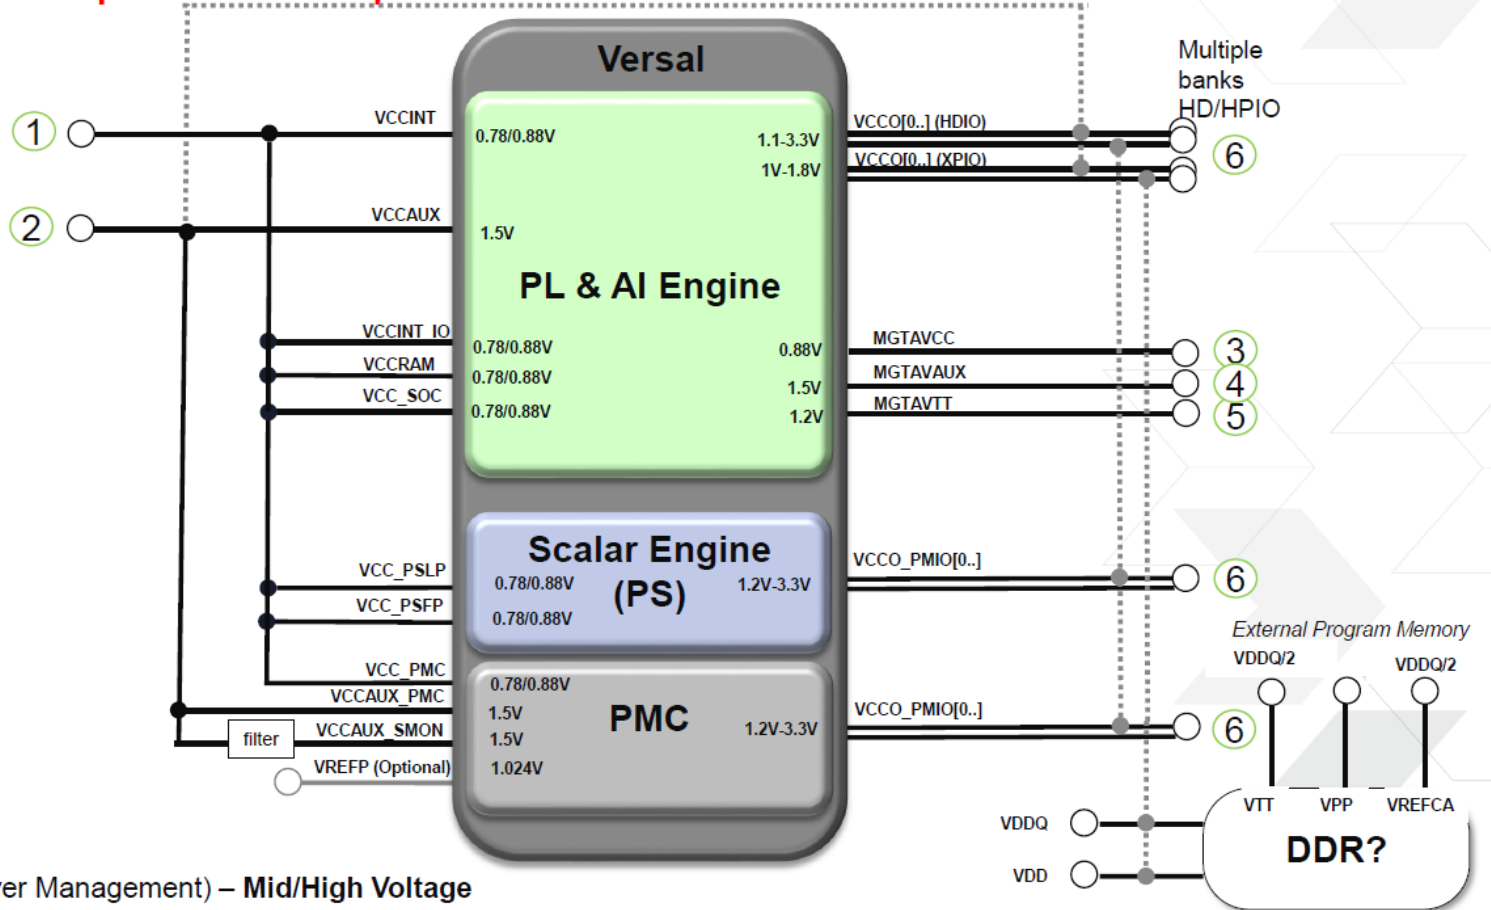 Versal
Multiple
banks
HD/HPIO
1
VCCINT
0.78/0.88V
VCCO[0..] (HDIO)
1.1-3.3V
VCCO[0..] (XPIO)
1V-1.8V
6
2
VCCAUX
1.5V
PL & AI Engine
VCCINT_IO
0.78/0.88V
VCCRAM
0.78/0.88V
VCC_SOC
0.78/0.88V
0.88V
MGTAVCC
3
1.5V
MGTAVAUX
4
1.2V
MGTAVTT
5
Scalar Engine
(PS)
VCC_PSLP
0.78/0.88V
VCC_PSFP
0.78/0.88V
1.2V-3.3V
VCCO_PMIO[0..]
6
VCC_PMC
0.78/0.88V
VCCAUX_PMC
1.5V
PMC
filter
VCCAUX_SMON
1.5V
VREFP (Optional)
1.024V
1.2V-3.3V
VCCO_PMIO[0..]
6
External Program Memory
VDDQ/2
VDDQ/2
VTT
VPP
VREFCA
VDDQ
DDR?
VDD
er Management) – Mid/High Voltage